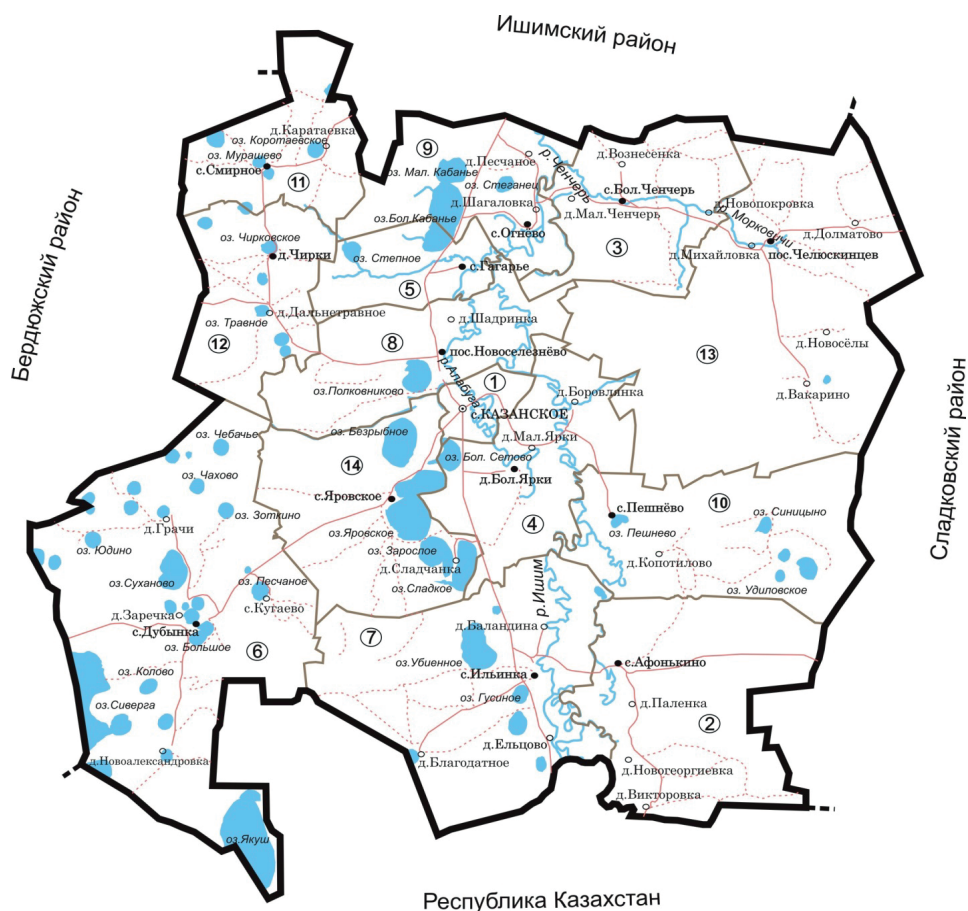 Ишимский район
д.Каратаевка
оз. Коротаевское
оз. Мурашево
с.Смирное
11
9
д.Песчаное
р. Ченчерь
д.Вознесенка
оз. Мал. Кабанье
оз. Стеганец
с.Бол.Ченчерь
д.Шагаловка
д.Мал.Ченчерь
д.Новопокровка
оз.Бол.Кабанье
с.Огнёво
р. Морковичи
д.Долматово
Бердюжский район
оз. Чирковское
д.Чирки
оз. Степное
с.Гагарье
3
д.Михайловка
пос.Челюскинцев
5
д.Дальнетравное
оз. Травное
12
8
д.Шадринка
д.Новосёлы
13
пос.Новоселезнёво
р.Алабуга
1
оз.Полковниково
д.Боровлянка
д.Вакарино
с.КАЗАНСКОЕ
оз. Чебачье
оз. Безрыбное
д.Мал.Ярки
оз. Бол. Сетово
оз. Чахово
14
д.Бол.Ярки
Сладковский район
с.Яровское
10
оз. Зоткино
с.Пешнёво
оз. Синицыно
д.Грачи
4
оз.Яровское
оз. Пешнево
оз. Юдино
оз. Зарослое
д.Сладчанка
д.Копотилово
оз.Суханово
оз. Песчаное
оз.Сладкое
р. Ишим
оз. Удиловское
д.Заречка
с.Кугаево
с.Дубынка
д.Баландина
оз. Большое
6
7
оз.Убиенное
с.Афонькино
оз. Колово
с.Ильинка
оз.Сиверга
оз. Гусиное
д.Паленка
2
д.Ельцово
д.Новоалександровка
д.Благодатное
д.Новогеоргиевка
д.Викторовка
оз.Якуш
Республика Казахстан